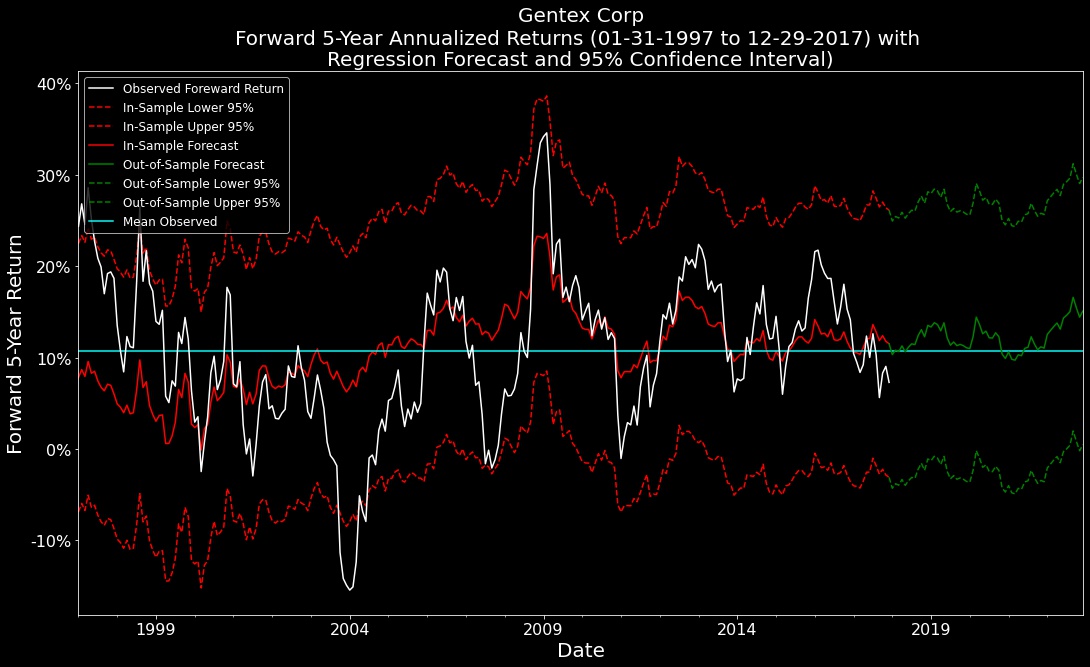 Gentex Corp
Forward 5-Year Annualized Returns (01-31-1997 to 12-29-2017) with
Regression Forecast and 95% Confidence Interval)
Observed Foreward Return
In-Sample Lower 95%
In-Sample Upper 95%
In-Sample Forecast
Out-of-Sample Forecast
Out-of-Sample Lower 95%
Out-of-Sample Upper 95%
Mean Observed
Forward 5-Year Return
40%
30%
20%
10%
0%
-10%
1999 2004 2009 2014 2019
Date